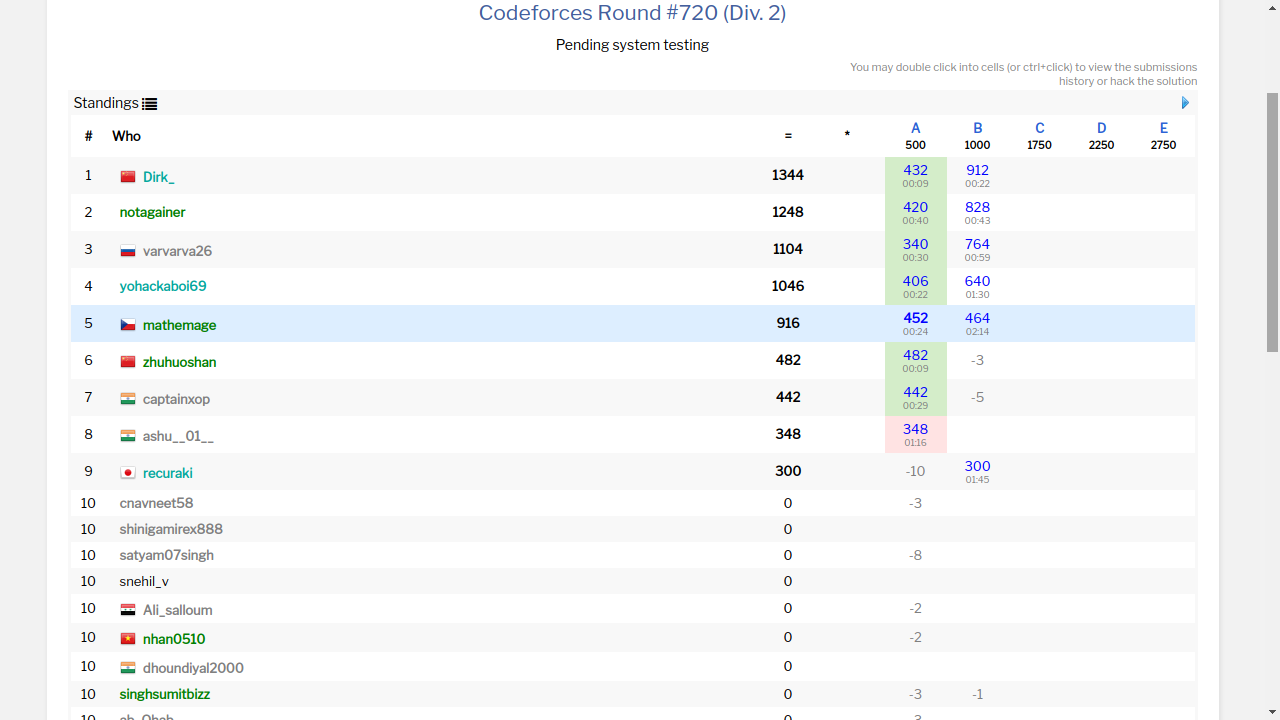 Codeforces Round #720 (Div. 2)
Pending system testing
You may double click into cells (or ctrl+click) to view the submissions
history or hack the solution
Standings
# Who = * A B C D E
500 1000 1750 2250 2750
1 Dirk_ 1344 432 912
00:09 00:22
2 notagainer 1248 420 828
00:40 00:43
3 varvarva26 1104 340 764
00:30 00:59
4 yohackaboi69 1046 406 640
00:22 01:30
5 mathemage 916 452 464
00:24 02:14
6 zhuhuoshan 482 482 -3
00:09
7 captainxop 442 442 -5
00:29
8 ashu__01__ 348 348
01:16
9 recuraki 300 -10 300
01:45
10 cnavneet58 0 -3
10 shinigamirex888 0
10 satyam07singh 0 -8
10 snehil_v 0
10 Ali_salloum 0 -2
10 nhan0510 0 -2
10 dhoundiyal2000 0
10 singhsumitbizz 0 -3 -1
10 0